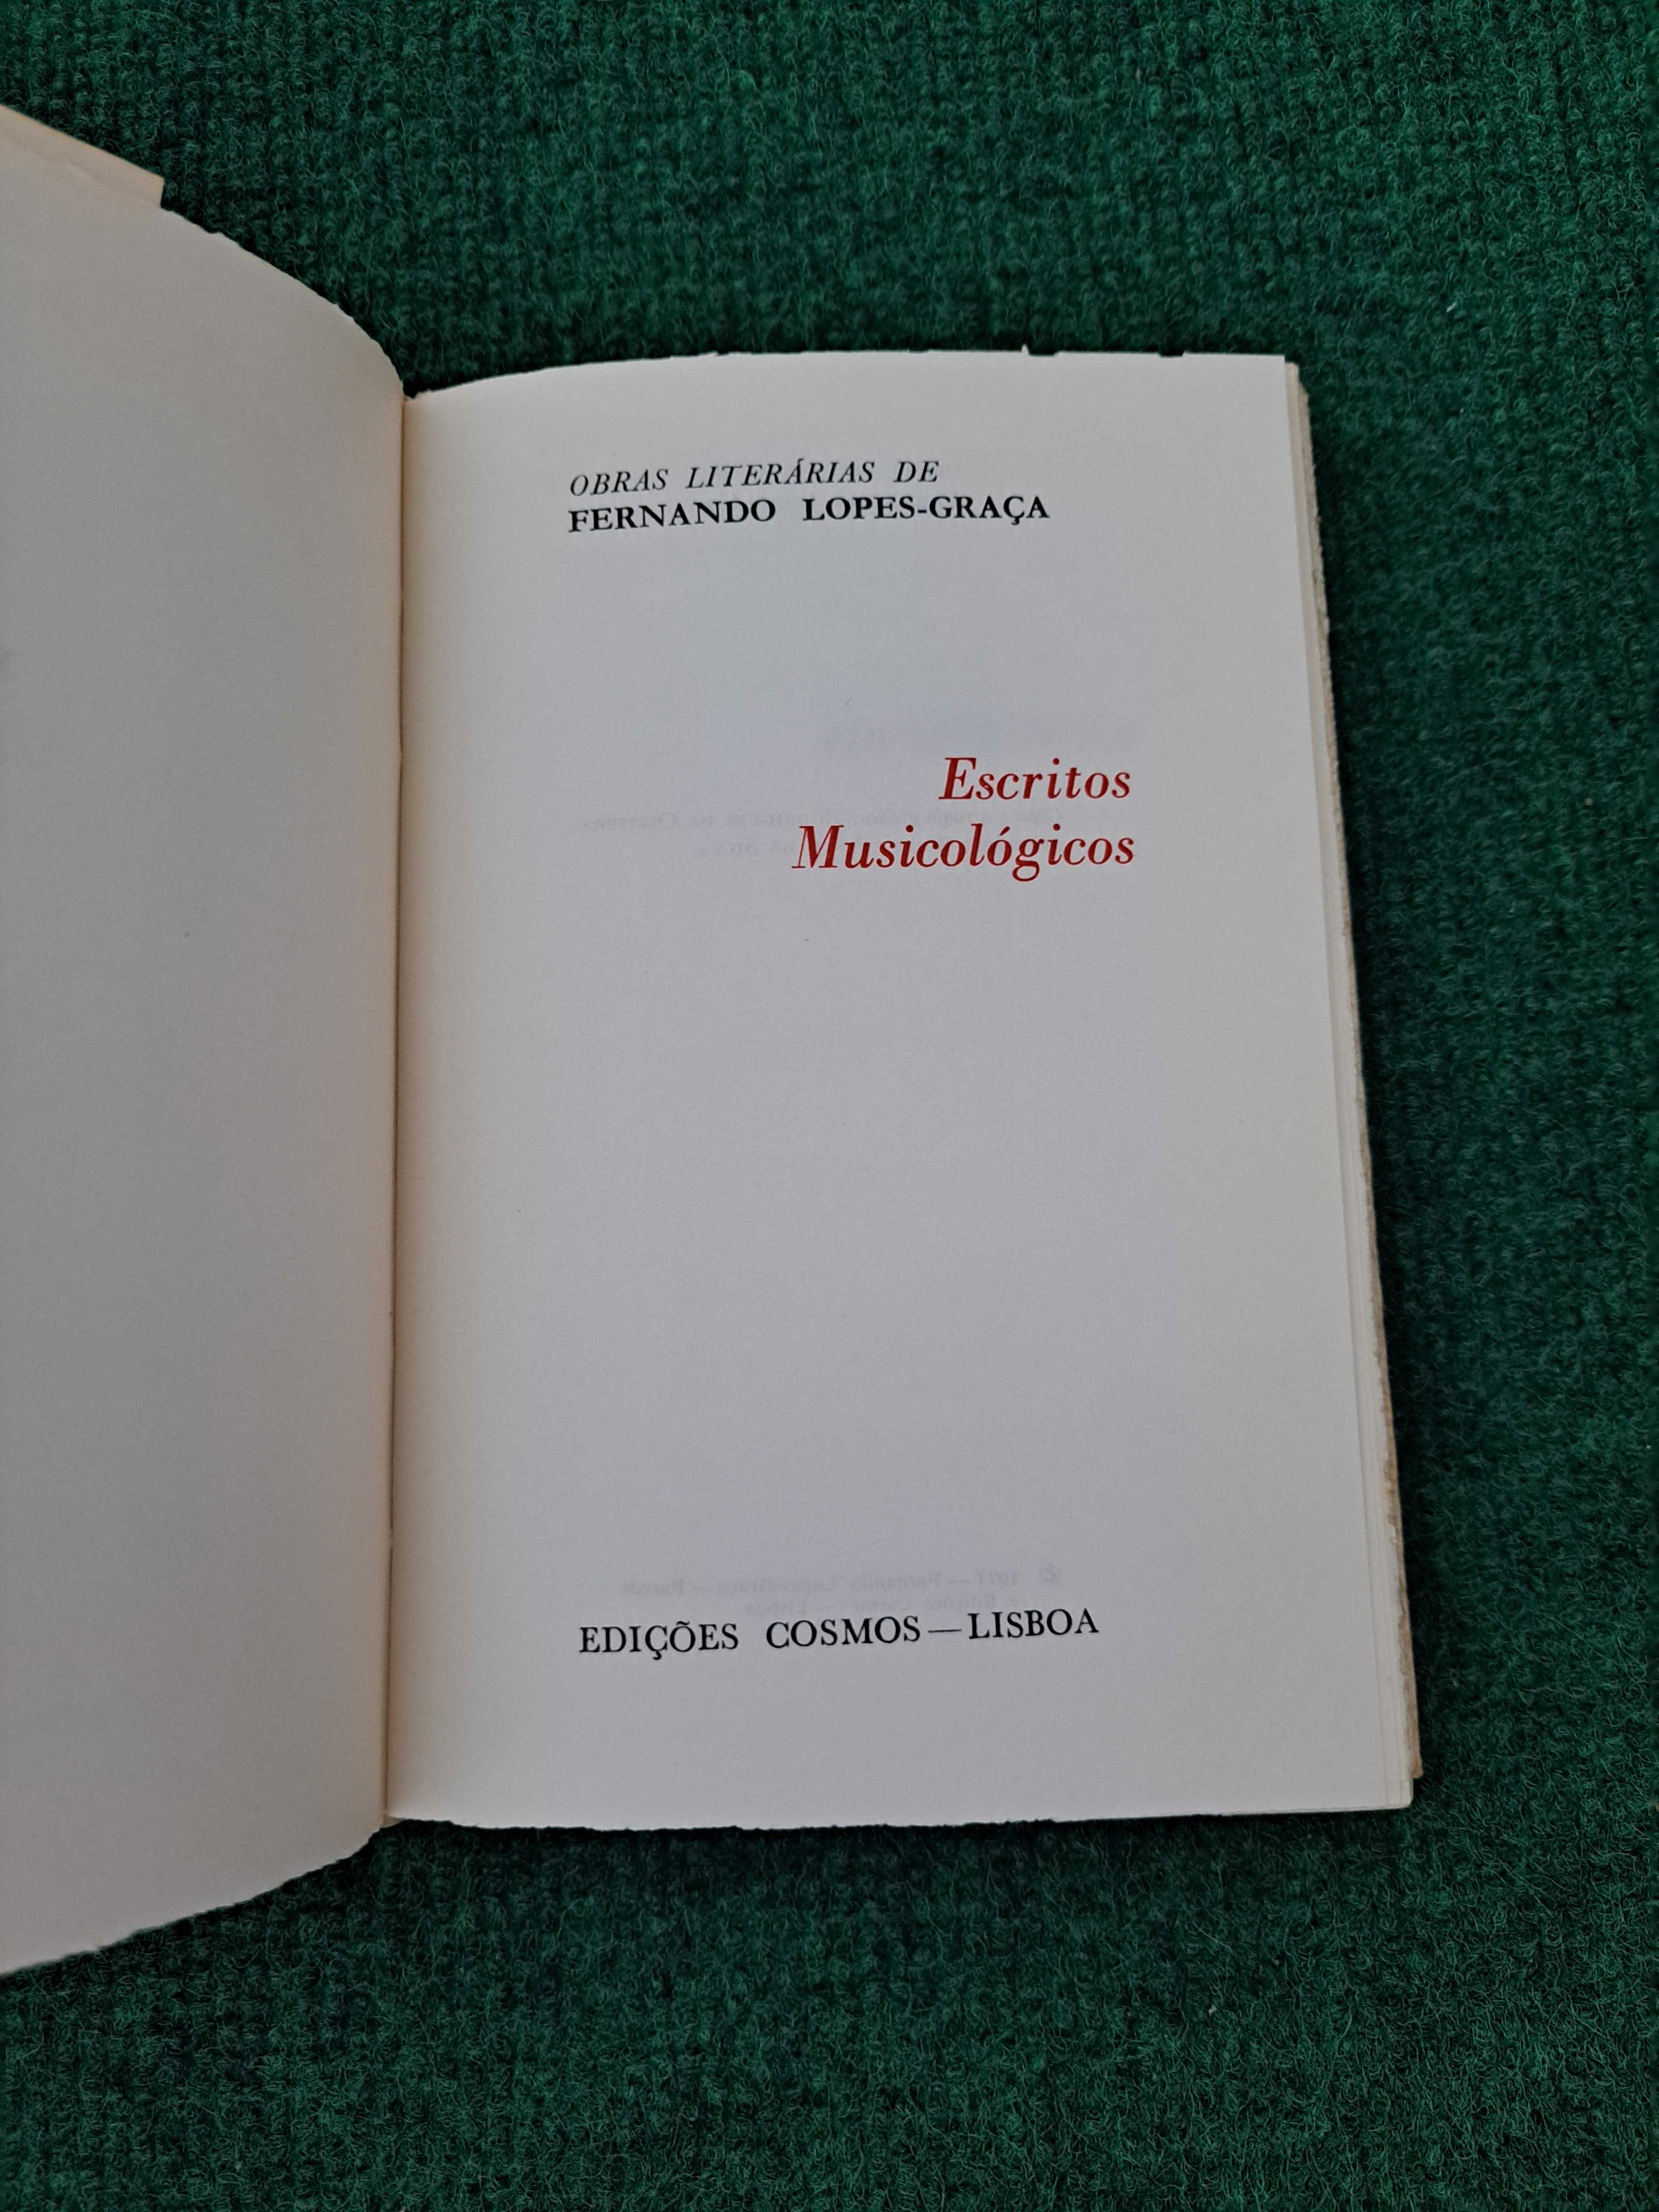 OBRAS LITERÁRIAS DE
FERNANDO LOPES-GRAÇA
Escritos
Musicológicos
EDIÇÕES COSMOS — LISBOA